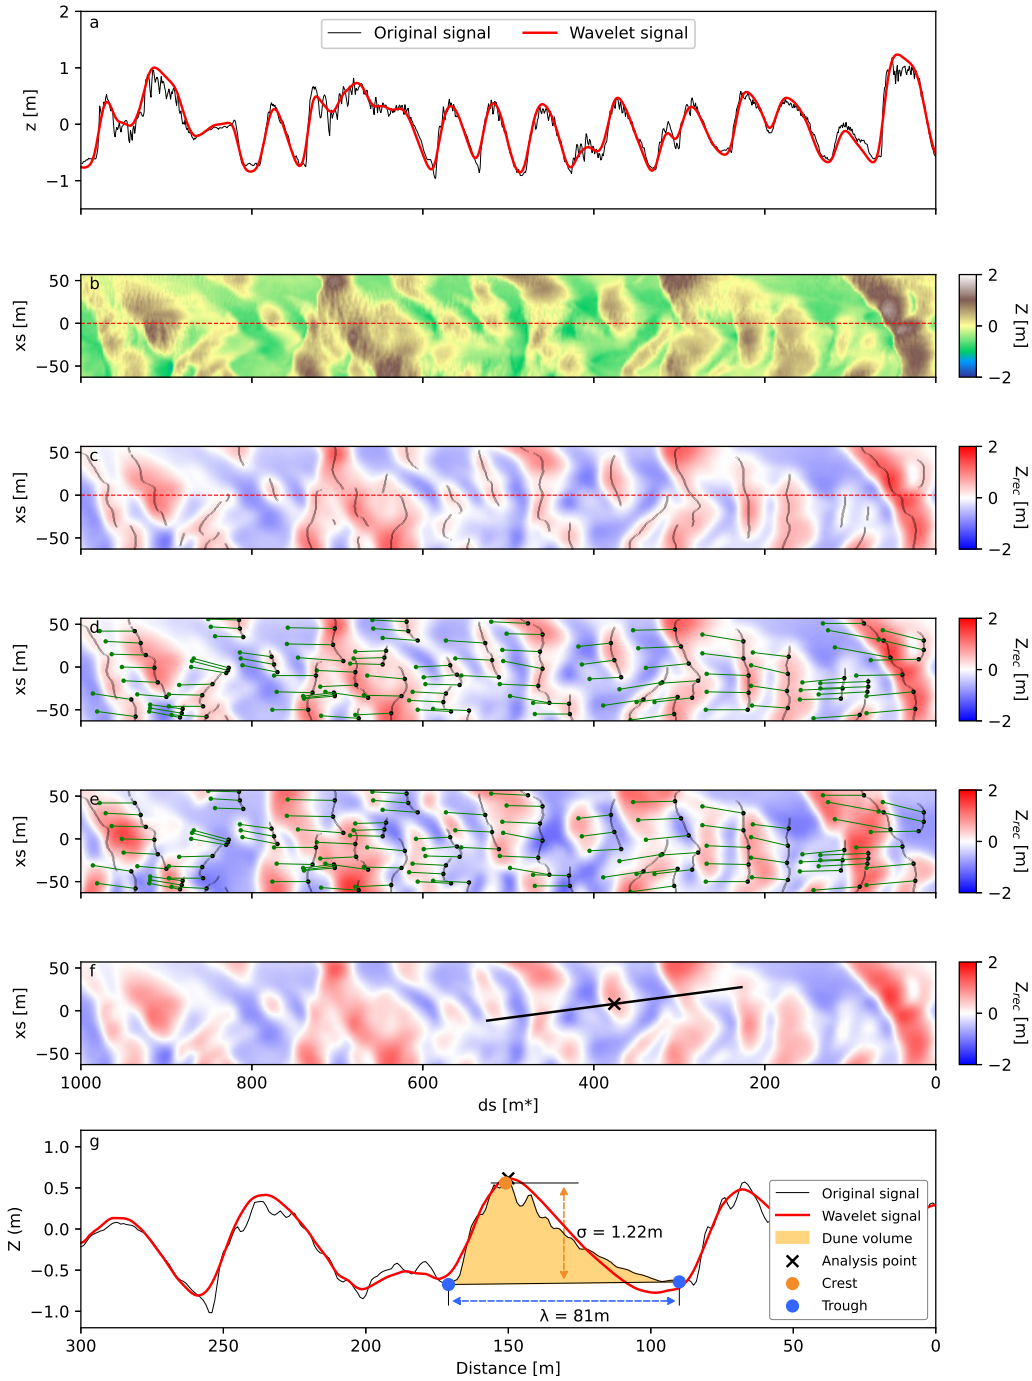 a
Original signal
Wavelet signal
2
1
0
−1
z [m]
b
50
0
−50
xs [m]
2
0
−2
Z [m]
c
50
0
−50
xs [m]
2
0
−2
Zrec [m]
d
50
0
−50
xs [m]
2
0
−2
Zrec [m]
e
50
0
−50
xs [m]
2
0
−2
Zrec [m]
f
50
0
−50
xs [m]
2
0
−2
Zrec [m]
1000 800 600 400 200 0
ds [m*]
g
1.0
0.5
0.0
−0.5
−1.0
Z (m)
σ = 1.22m
λ = 81m
Original signal
Wavelet signal
Dune volume
Analysis point
Crest
Trough
300 250 200 150 100 50 0
Distance [m]